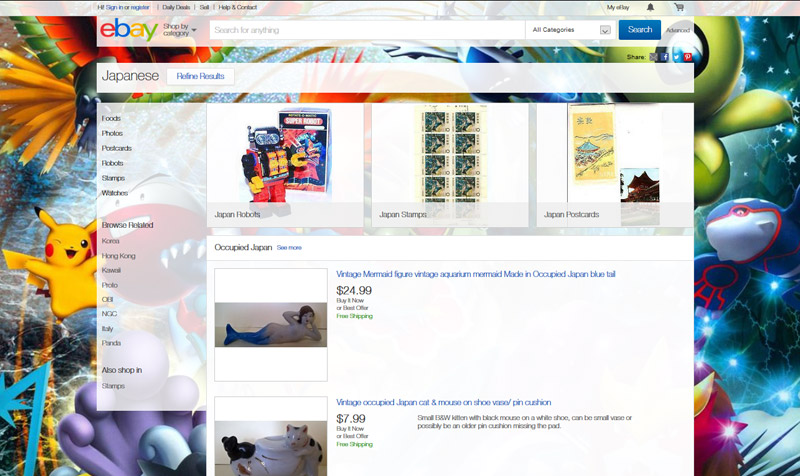 Hi! Sign in or register | Daily Deals | Sell | Help & Contact My eBay
ebay Shop by category Search for anything All Categories Search Advanced
Share:
Japanese Refine Results
Foods
Photos
Postcards
Robots
Stamps
Watches
Browse Related
Korea
Hong Kong
Kawaii
Proto
OBI
NGC
Italy
Panda
Also shop in
Stamps
SUPER ROBOT
Japan Robots Japan Stamps Japan Postcards
Occupied Japan See more
Vintage Mermaid figure vintage aquarium mermaid Made in Occupied Japan blue tail
$24.99
Buy It Now
or Best Offer
Free Shipping
Vintage occupied Japan cat & mouse on shoe vase/ pin cushion
$7.99
Buy It Now
or Best Offer
Free Shipping
Small B&W kitten with black mouse on a white shoe, can be small vase or
possibly be an older pin cushion missing the pad.